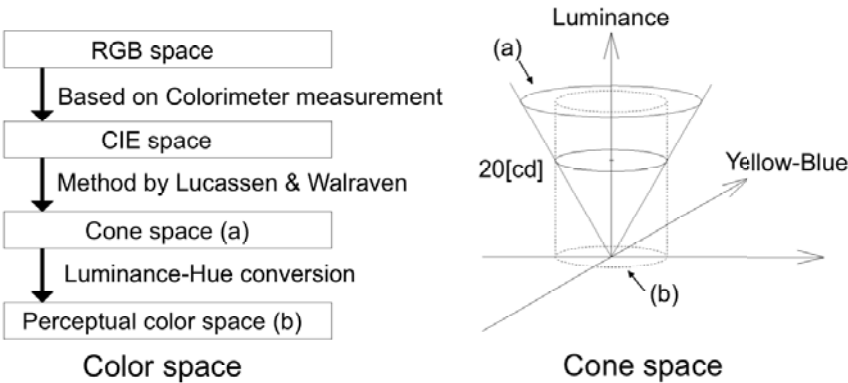 RGB space
Based on Colorimeter measurement
CIE space
Method by Lucassen & Walraven
Cone space (a)
Luminance-Hue conversion
Perceptual color space (b)
Color space
Luminance
(a)
20[cd]
Yellow-Blue
(b)
Cone space